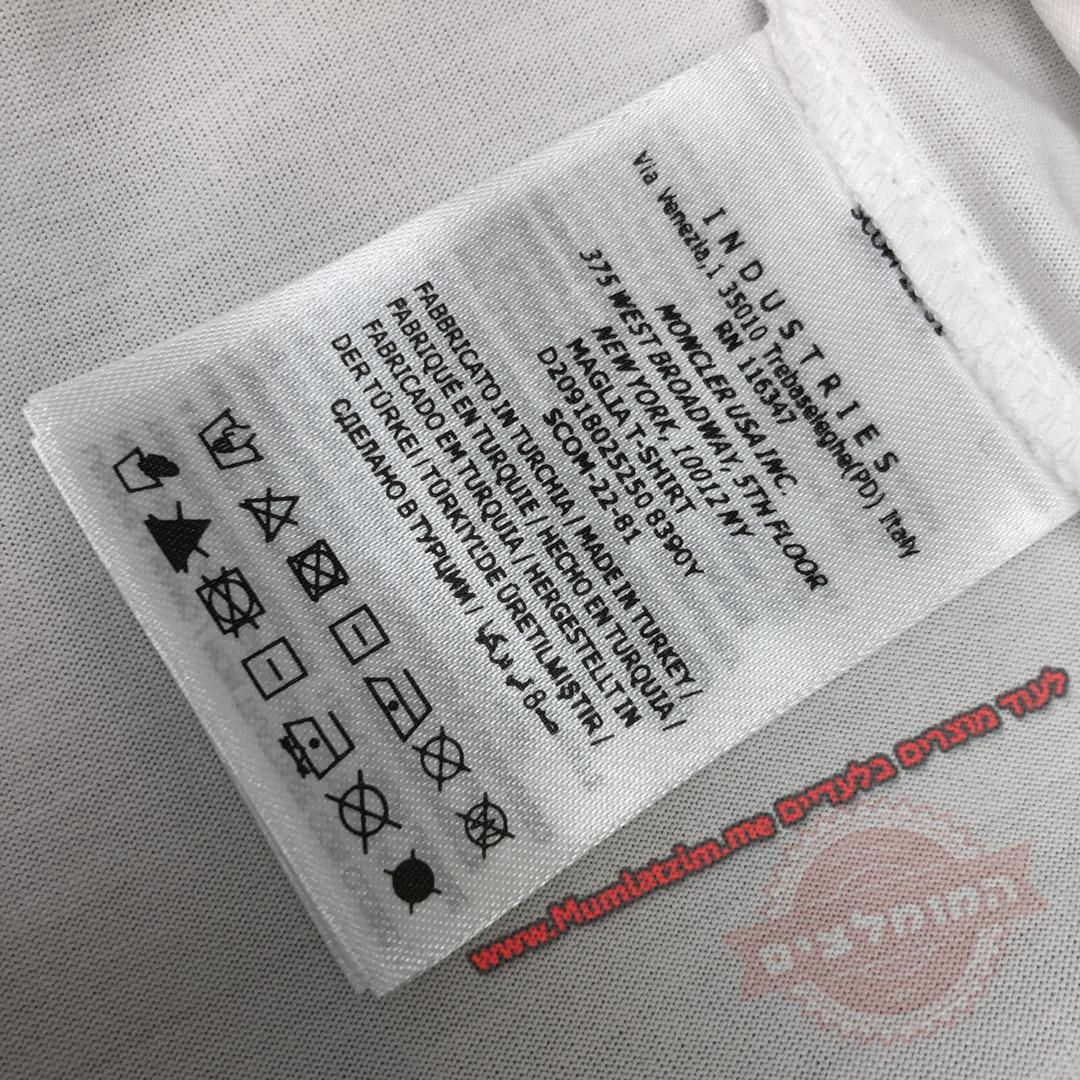 INDUSTRIES
Via Venezia,1 35010 Trebaseleghe(PD) Italy
RN 116347
MONCLER USA INC.
375 WEST BROADWAY, 5TH FLOOR
NEW YORK, 10012 NY
MAGLIA T-SHIRT
D20918025250 8390Y
SCOM-22-81
FABBRICATO IN TURCHIA / MADE IN TURKEY /
FABRIQUÉ EN TURQUIE / HECHO EN TURQUIA /
FABRICADO EM TURQUIA / HERGESTELLT IN
DER TÜRKEI / TÜRKIYE'DE ÜRETILMIŞTIR /
СДЕЛАНО В ТУРЦИИ /
www.Mumlatzim.me לעוד מוצרים בלעדיים
המומלצים